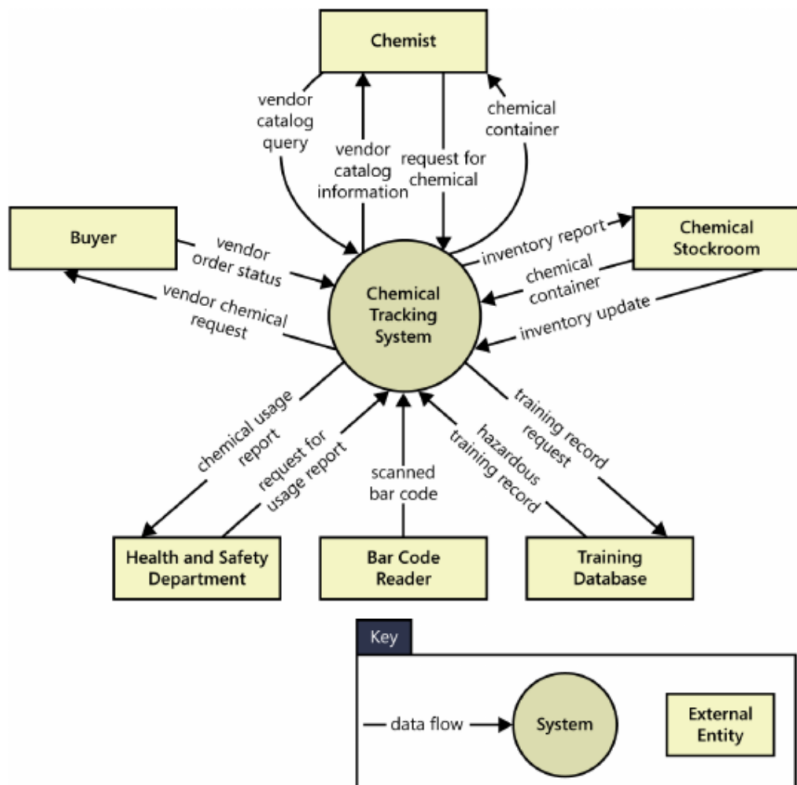 Chemist
vendor
catalog
query
vendor
catalog
information
request for
chemical
chemical
container
Buyer
vendor
order status
vendor chemical
request
Chemical
Tracking
System
inventory report
chemical
container
inventory update
Chemical
Stockroom
chemical usage
report
request for
usage report
scanned
bar code
hazardous
training record
training record
request
Health and Safety
Department
Bar Code
Reader
Training
Database
Key
data flow
System
External
Entity